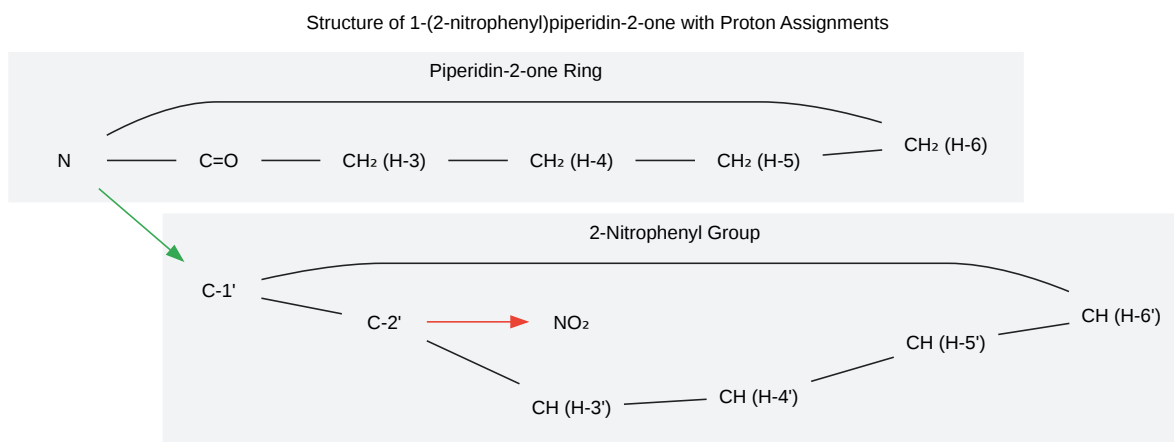 Structure of 1-(2-nitrophenyl)piperidin-2-one with Proton Assignments
Piperidin-2-one Ring
N
C=O
CH₂ (H-3)
CH₂ (H-4)
CH₂ (H-5)
CH₂ (H-6)
2-Nitrophenyl Group
C-1'
C-2'
NO₂
CH (H-3')
CH (H-4')
CH (H-5')
CH (H-6')